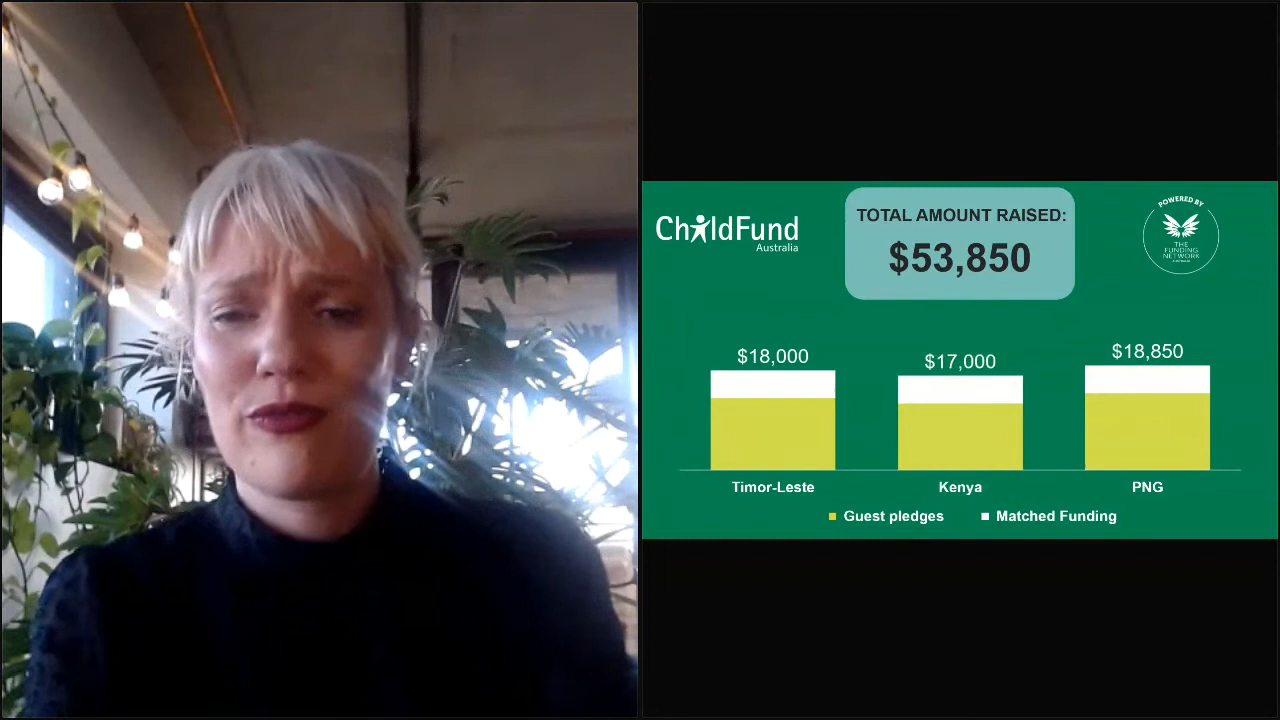 ChildFund
Australia
TOTAL AMOUNT RAISED:
$53,850
POWERED BY
THE
FUNDING
NETWORK
AUSTRALIA
$18,000
$17,000
$18,850
Timor-Leste
Kenya
PNG
Guest pledges
Matched Funding